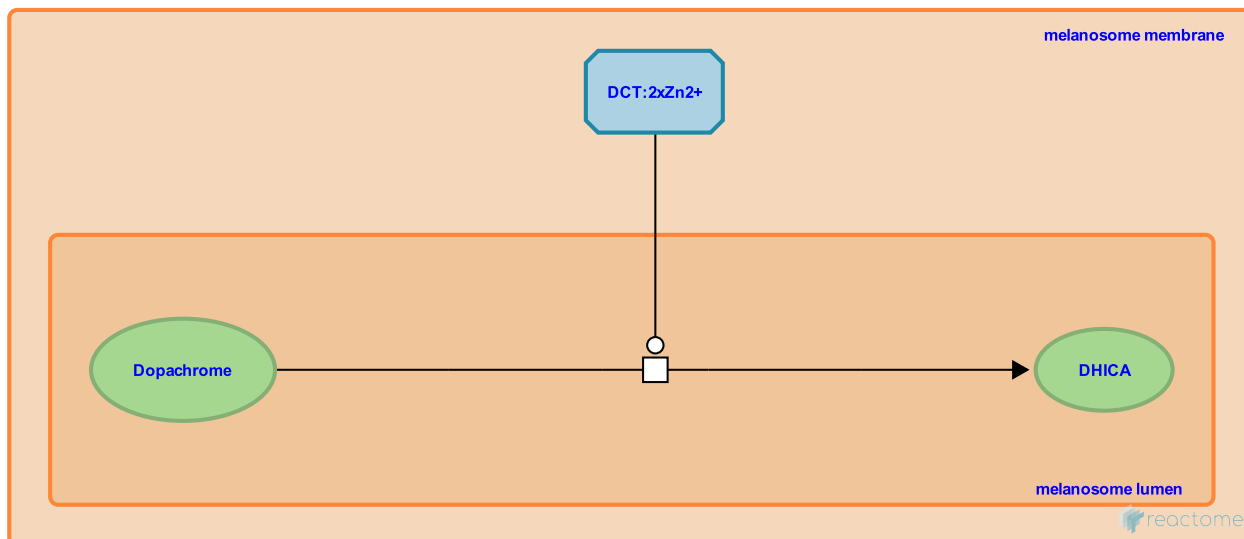 melanosome membrane
DCT:2xZn2+
Dopachrome
DHICA
melanosome lumen
reactome